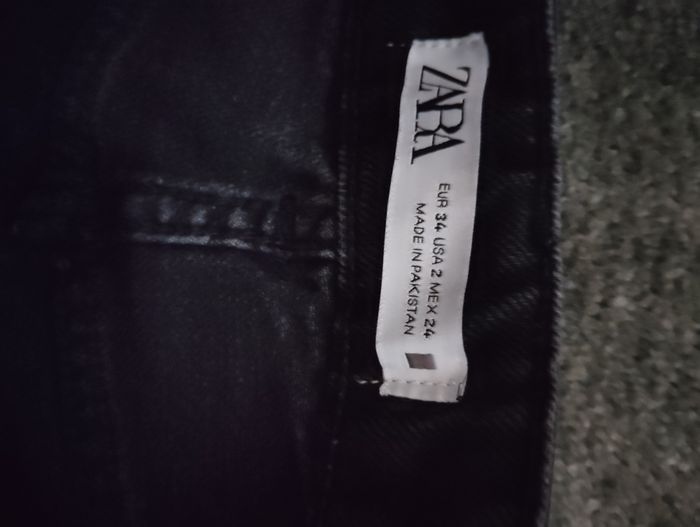 ZARA
EUR 34 USA 2 MEX 24
MADE IN PAKISTAN